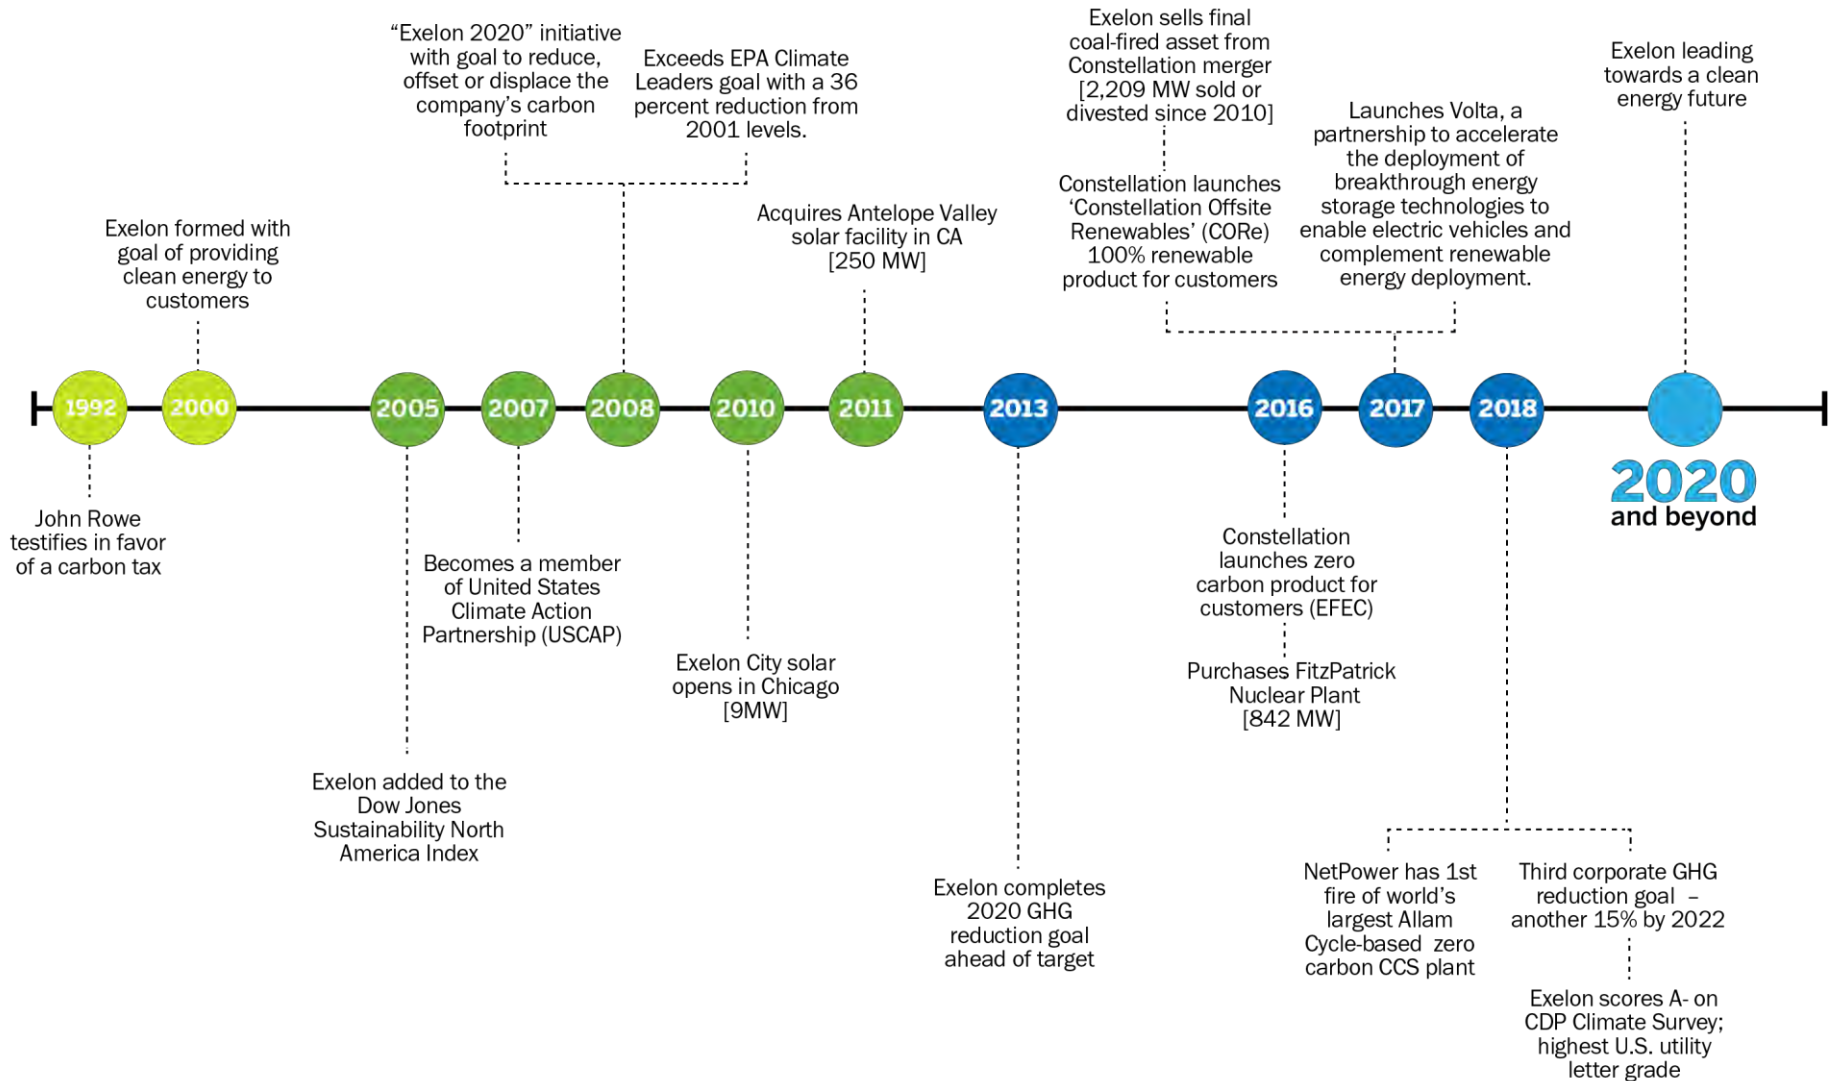 “Exelon 2020” initiative
with goal to reduce,
offset or displace the
company’s carbon
footprint
Exceeds EPA Climate
Leaders goal with a 36
percent reduction from
2001 levels.
Exelon sells final
coal-fired asset from
Constellation merger
[2,209 MW sold or
divested since 2010]
Exelon leading
towards a clean
energy future
Launches Volta, a
partnership to accelerate
the deployment of
breakthrough energy
storage technologies to
enable electric vehicles and
complement renewable
energy deployment.
Constellation launches
‘Constellation Offsite
Renewables’ (CORe)
100% renewable
product for customers
Exelon formed with
goal of providing
clean energy to
customers
Acquires Antelope Valley
solar facility in CA
[250 MW]
1992
2000
2005
2007
2008
2010
2011
2013
2016
2017
2018
2020
and beyond
John Rowe
testifies in favor
of a carbon tax
Becomes a member
of United States
Climate Action
Partnership (USCAP)
Constellation
launches zero
carbon product for
customers (EFEC)
Exelon City solar
opens in Chicago
[9MW]
Purchases FitzPatrick
Nuclear Plant
[842 MW]
Exelon added to the
Dow Jones
Sustainability North
America Index
Exelon completes
2020 GHG
reduction goal
ahead of target
NetPower has 1st
fire of world’s
largest Allam
Cycle-based zero
carbon CCS plant
Third corporate GHG
reduction goal –
another 15% by 2022
Exelon scores A- on
CDP Climate Survey;
highest U.S. utility
letter grade